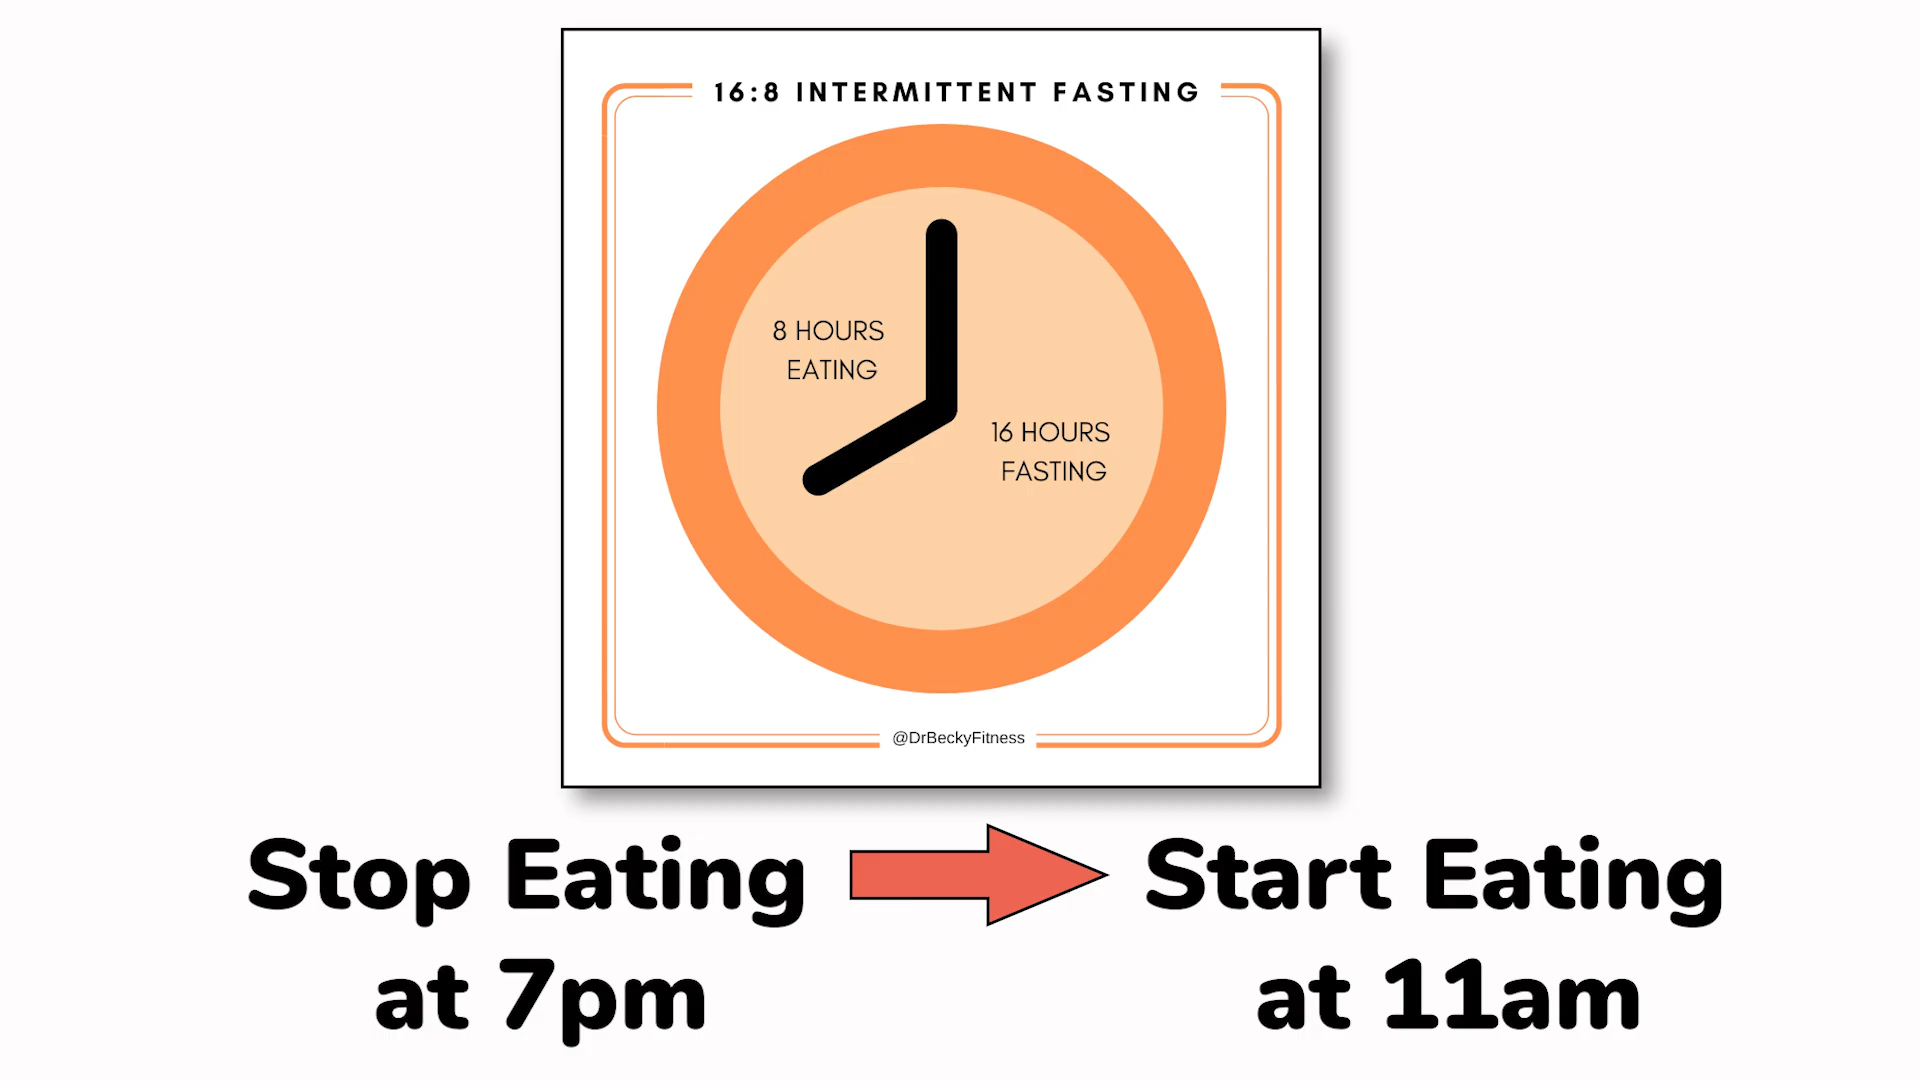 16:8 INTERMITTENT FASTING
8 HOURS
EATING
16 HOURS
FASTING
@DrBeckyFitness
Stop Eating
at 7pm
Start Eating
at 11am